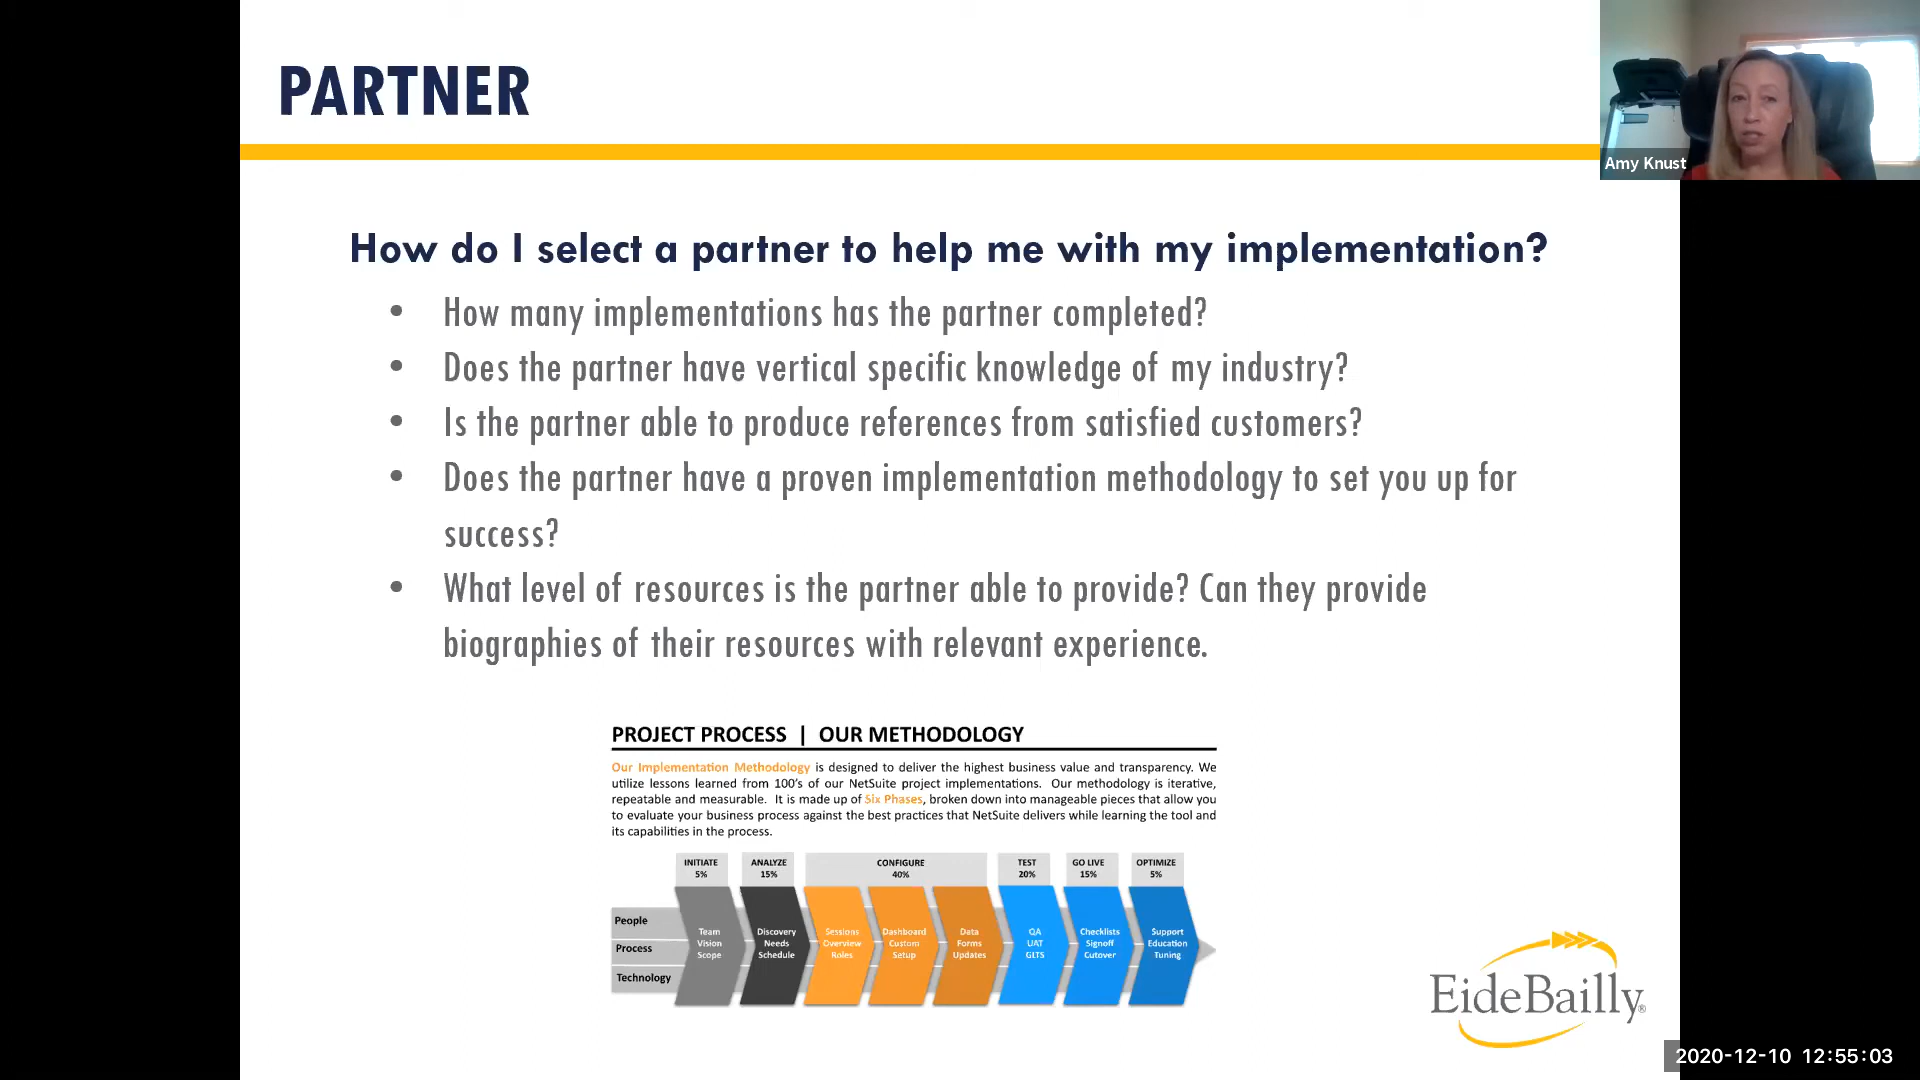 PARTNER
Amy Knust
How do I select a partner to help me with my implementation?
• How many implementations has the partner completed?
• Does the partner have vertical specific knowledge of my industry?
• Is the partner able to produce references from satisfied customers?
• Does the partner have a proven implementation methodology to set you up for
success?
• What level of resources is the partner able to provide? Can they provide
biographies of their resources with relevant experience.
PROJECT PROCESS | OUR METHODOLOGY
Our Implementation Methodology is designed to deliver the highest business value and transparency. We
utilize lessons learned from 100's of our NetSuite project implementations. Our methodology is iterative,
repeatable and measurable. It is made up of Six Phases, broken down into manageable pieces that allow you
to evaluate your business process against the best practices that NetSuite delivers while learning the tool and
its capabilities in the process.
INITIATE
5%
ANALYZE
15%
CONFIGURE
40%
TEST
20%
GO LIVE
15%
OPTIMIZE
5%
People
Process
Technology
Team
Vision
Scope
Discovery
Needs
Schedule
Sessions
Overview
Roles
Dashboard
Custom
Setup
Data
Forms
Updates
QA
UAT
GLTS
Checklists
Signoff
Cutover
Support
Education
Tuning
EideBailly®
2020-12-10 12:55:03